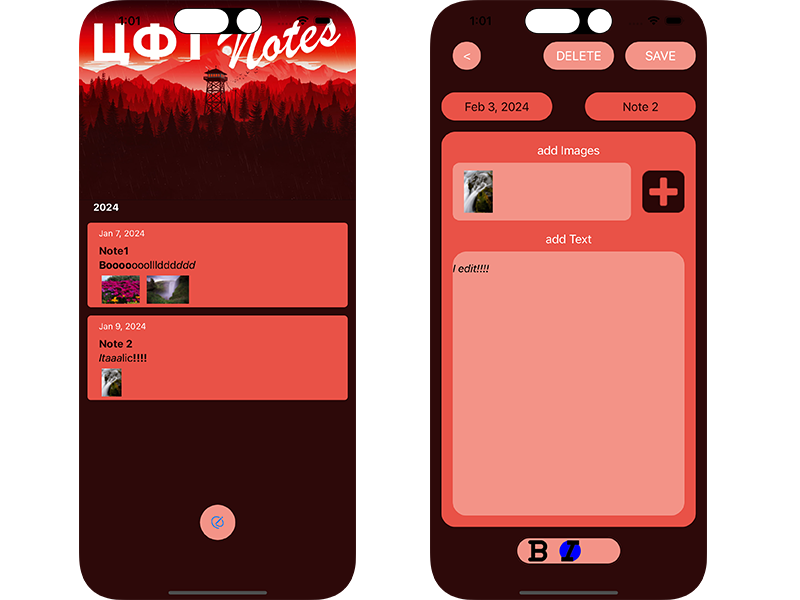 1:01
ЦФТ Notes
2024
Jan 7, 2024
Note1
Booooooollldddddd
Jan 9, 2024
Note 2
Itaaalic!!!!
1:01
< DELETE SAVE
Feb 3, 2024 Note 2
add Images
add Text
I edit!!!!
B I